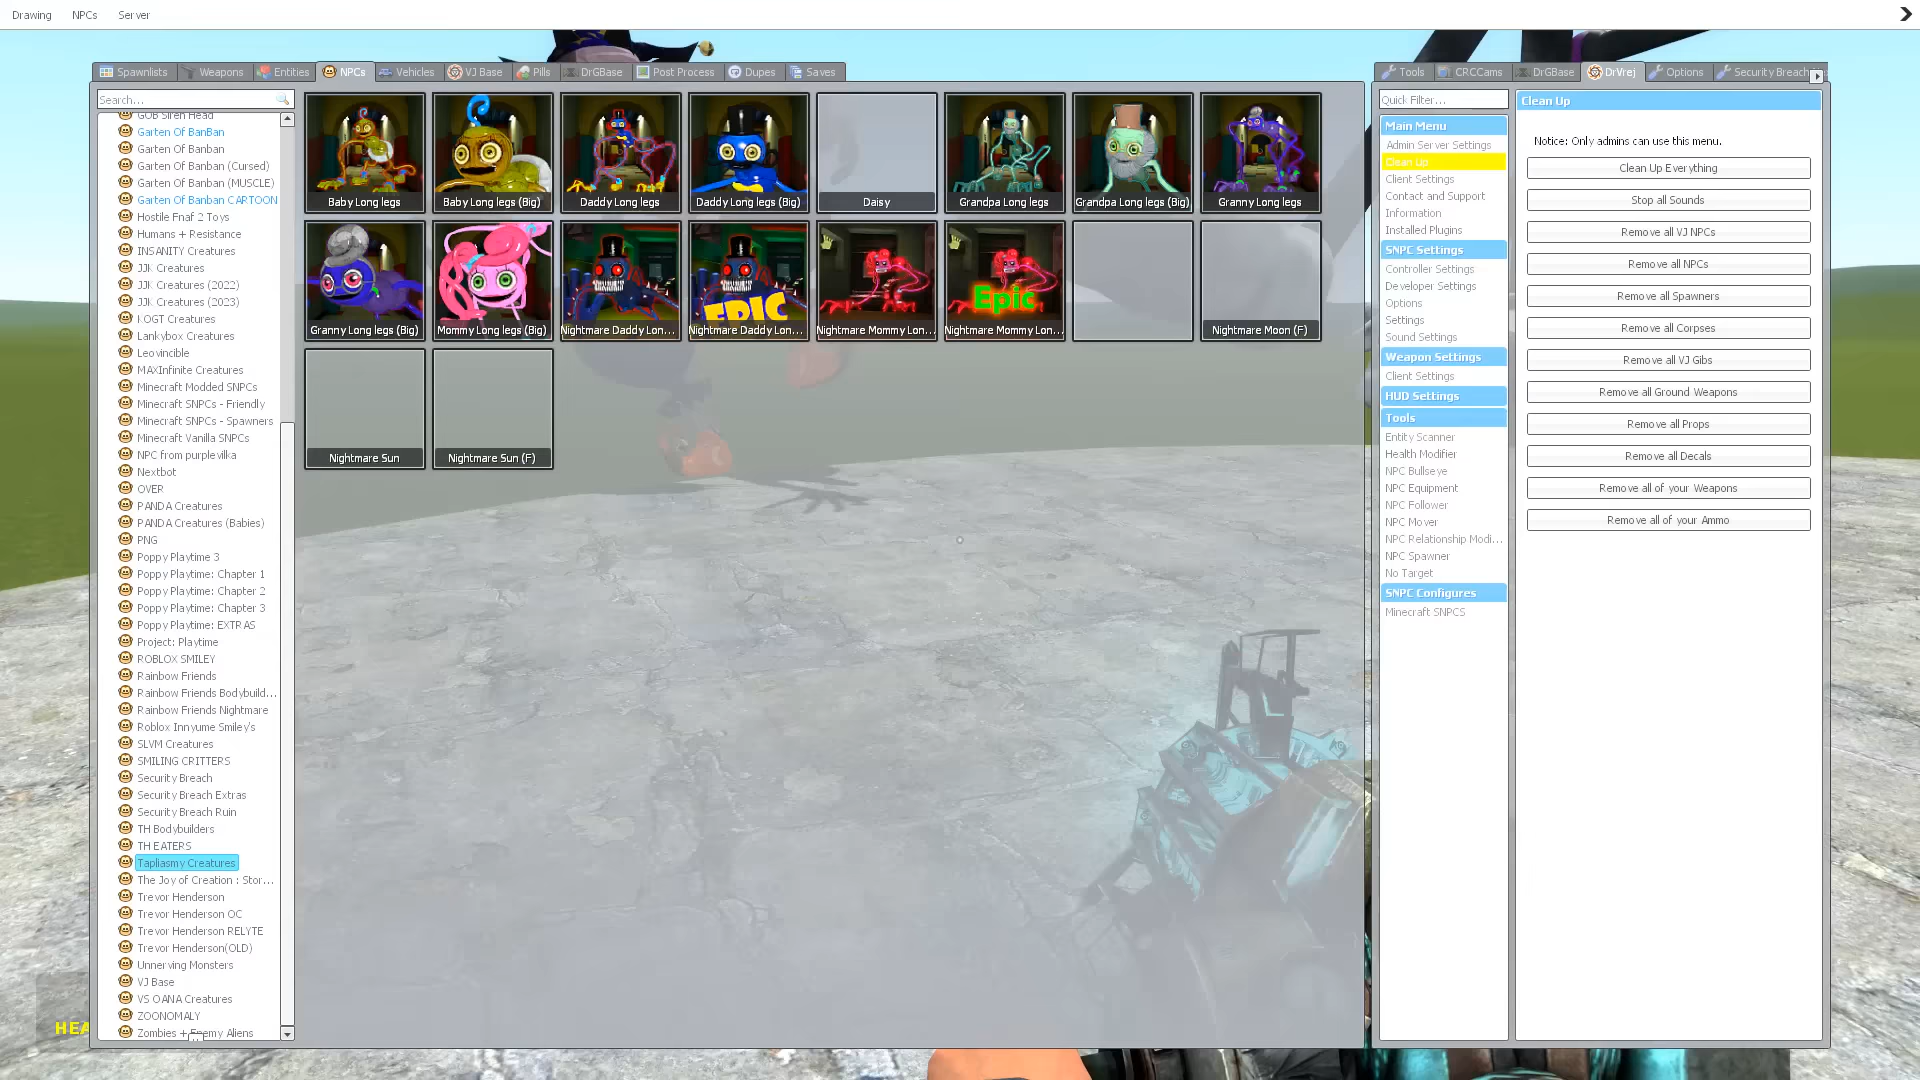 Drawing NPCs Server
Spawnlists Weapons Entities NPCs Vehicles VJ Base Pills DrGBase Post Process Dupes Saves
Search...
GOB Siren Head
Garten Of BanBan
Garten Of Banban
Garten Of Banban (Cursed)
Garten Of Banban (MUSCLE)
Garten Of Banban CARTOON
Hostile Fnaf 2 Toys
Humans + Resistance
INSANITY Creatures
JJK Creatures
JJK Creatures (2022)
JJK Creatures (2023)
KOGT Creatures
Lankybox Creatures
Leovincible
MAXInfinite Creatures
Minecraft Modded SNPCs
Minecraft SNPCs - Friendly
Minecraft SNPCs - Spawners
Minecraft Vanilla SNPCs
NPC from purplevilka
Nextbot
OVER
PANDA Creatures
PANDA Creatures (Babies)
PNG
Poppy Playtime 3
Poppy Playtime: Chapter 1
Poppy Playtime: Chapter 2
Poppy Playtime: Chapter 3
Poppy Playtime: EXTRAS
Project: Playtime
ROBLOX SMILEY
Rainbow Friends
Rainbow Friends Bodybuild...
Rainbow Friends Nightmare
Roblox Innyume Smiley's
SLVM Creatures
SMILING CRITTERS
Security Breach
Security Breach Extras
Security Breach Ruin
TH Bodybuilders
TH EATERS
Tapliasmy Creatures
The Joy of Creation : Stor...
Trevor Henderson
Trevor Henderson OC
Trevor Henderson RELYTE
Trevor Henderson(OLD)
Unnerving Monsters
VJ Base
VS OANA Creatures
ZOONOMALY
Zombies + Enemy Aliens
HEA
Baby Long legs
Baby Long legs (Big)
Daddy Long legs
Daddy Long legs (Big)
Daisy
Grandpa Long legs
Grandpa Long legs (Big)
Granny Long legs
Granny Long legs (Big)
Mommy Long legs (Big)
Nightmare Daddy Lon...
EPIC
Nightmare Daddy Lon...
Nightmare Mommy Lon...
Epic
Nightmare Mommy Lon...
Nightmare Moon (F)
Nightmare Sun
Nightmare Sun (F)
Tools CRCCams DrGBase DrVrej Options Security Breach
Quick Filter...
Main Menu
Admin Server Settings
Clean Up
Client Settings
Contact and Support
Information
Installed Plugins
SNPC Settings
Controller Settings
Developer Settings
Options
Settings
Sound Settings
Weapon Settings
Client Settings
HUD Settings
Tools
Entity Scanner
Health Modifier
NPC Bullseye
NPC Equipment
NPC Follower
NPC Mover
NPC Relationship Modi...
NPC Spawner
No Target
SNPC Configures
Minecraft SNPCS
Clean Up
Notice: Only admins can use this menu.
Clean Up Everything
Stop all Sounds
Remove all VJ NPCs
Remove all NPCs
Remove all Spawners
Remove all Corpses
Remove all VJ Gibs
Remove all Ground Weapons
Remove all Props
Remove all Decals
Remove all of your Weapons
Remove all of your Ammo